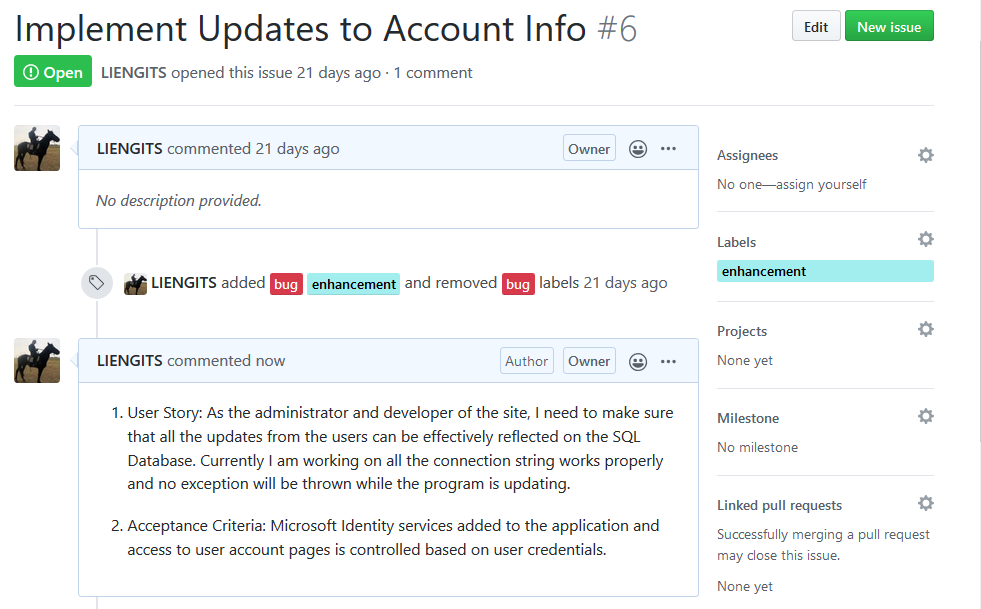 Implement Updates to Account Info #6
Edit
New issue
Open
LIENGITS opened this issue 21 days ago · 1 comment
LIENGITS commented 21 days ago
Owner
No description provided.
LIENGITS added bug enhancement and removed bug labels 21 days ago
LIENGITS commented now
Author
Owner
1. User Story: As the administrator and developer of the site, I need to make sure
that all the updates from the users can be effectively reflected on the SQL
Database. Currently I am working on all the connection string works properly
and no exception will be thrown while the program is updating.
2. Acceptance Criteria: Microsoft Identity services added to the application and
access to user account pages is controlled based on user credentials.
Assignees
No one—assign yourself
Labels
enhancement
Projects
None yet
Milestone
No milestone
Linked pull requests
Successfully merging a pull request
may close this issue.
None yet